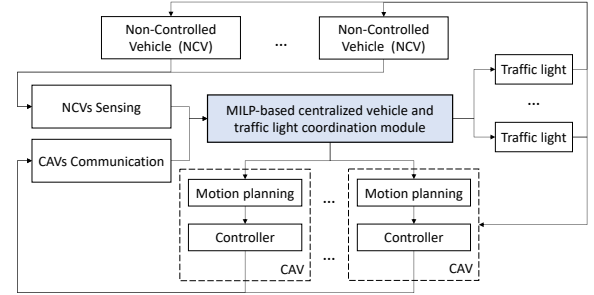 Non-Controlled
Vehicle (NCV)
...
Non-Controlled
Vehicle (NCV)
Traffic light
...
Traffic light
NCVs Sensing
MILP-based centralized vehicle and
traffic light coordination module
CAVs Communication
Motion planning
...
Motion planning
Controller
...
Controller
CAV
CAV